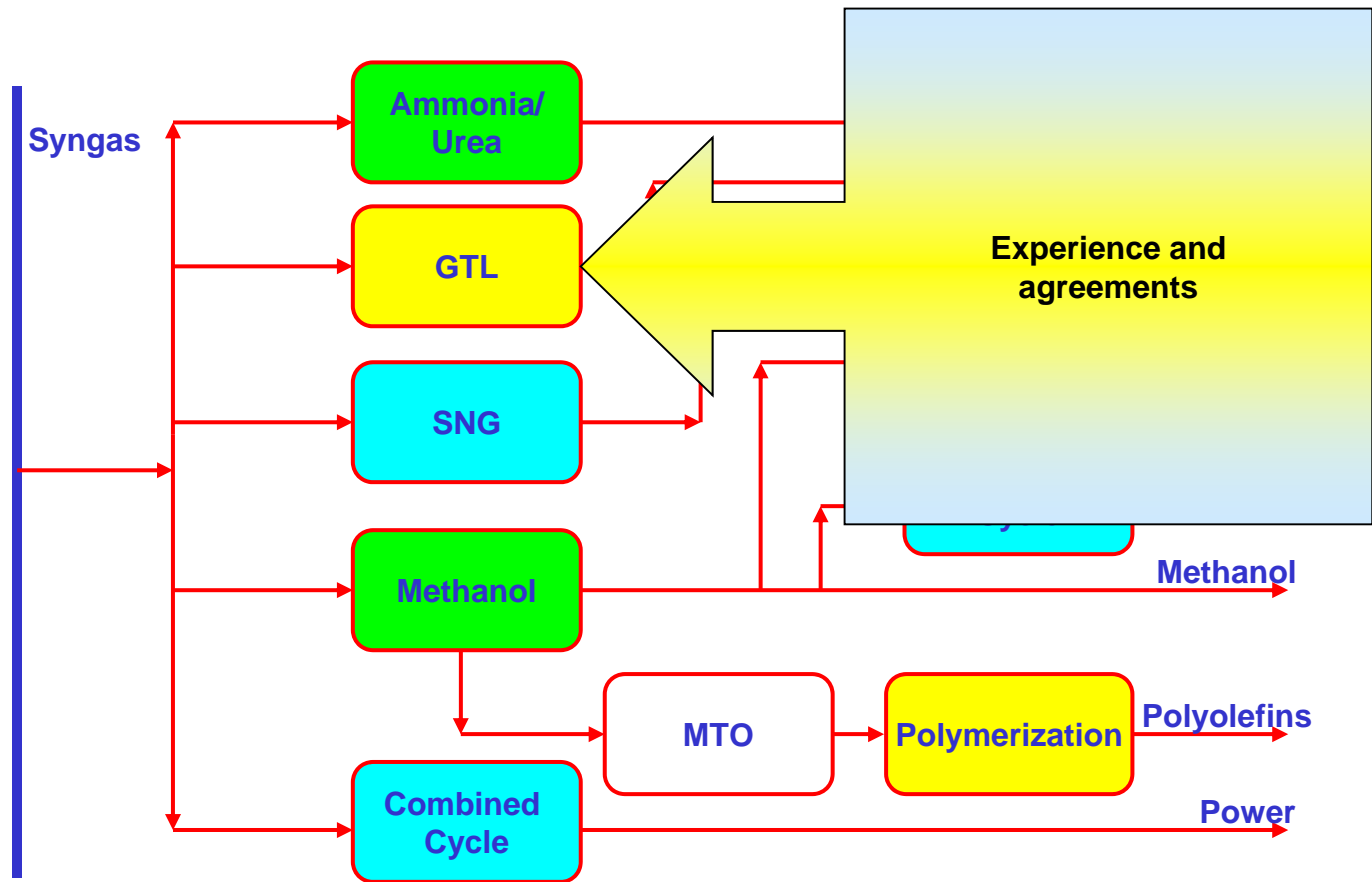 Syngas
Ammonia/
Urea
GTL
Experience and
agreements
SNG
Methanol
Methanol
MTO
Polymerization
Polyolefins
Combined
Cycle
Power